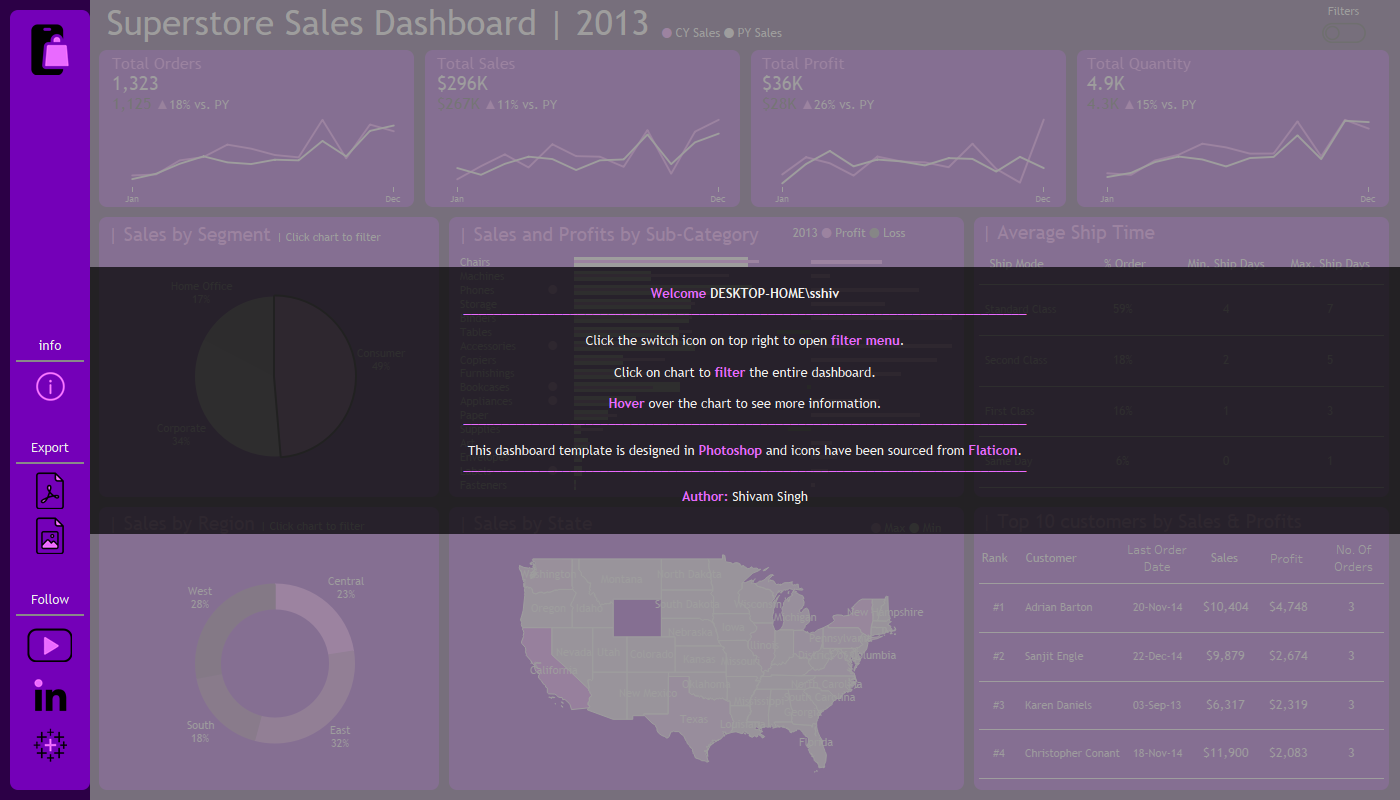 Superstore Sales Dashboard | 2013
CY Sales PY Sales
Filters
Total Orders
1,323
▲18% vs. PY
Jan
Dec
Total Sales
$296K
▲11% vs. PY
Jan
Dec
Total Profit
$36K
▲26% vs. PY
Jan
Dec
Total Quantity
4.9K
▲15% vs. PY
Jan
Dec
info
Export
Follow
| Sales by Segment | Click chart to filter
Home Office
17%
Consumer
Corporate
34%
| Sales and Profits by Sub-Category
2013 Profit Loss
Chairs
Machines
Phones
Storage
Tables
Accessories
Copiers
Furnishings
Bookcases
Appliances
Paper
Fasteners
| Average Ship Time
Ship Mode % Order Min. Ship Days Max. Ship Days
Standard Class 59% 4 7
Second Class 18% 2 5
First Class 16% 1 3
6% 0 1
Welcome DESKTOP-HOME\sshiv
Click the switch icon on top right to open filter menu.
Click on chart to filter the entire dashboard.
Hover over the chart to see more information.
This dashboard template is designed in Photoshop and icons have been sourced from Flaticon.
Author: Shivam Singh
| Sales by Region | Click chart to filter
West
28%
Central
23%
South
18%
East
32%
| Sales by State
Max Min
Washington
Montana
North Dakota
Oregon
Idaho
South Dakota
Wisconsin
Michigan
New Hampshire
Nebraska
Nevada
Utah
Colorado
Kansas
California
Oklahoma
New Mexico
North Carolina
Texas
Florida
| Top 10 customers by Sales & Profits
Rank Customer Last Order Date Sales Profit No. Of Orders
#1 Adrian Barton 20-Nov-14 $10,404 $4,748 3
#2 Sanjit Engle 22-Dec-14 $9,879 $2,674 3
#3 Karen Daniels 03-Sep-13 $6,317 $2,319 3
#4 Christopher Conant 18-Nov-14 $11,900 $2,083 3